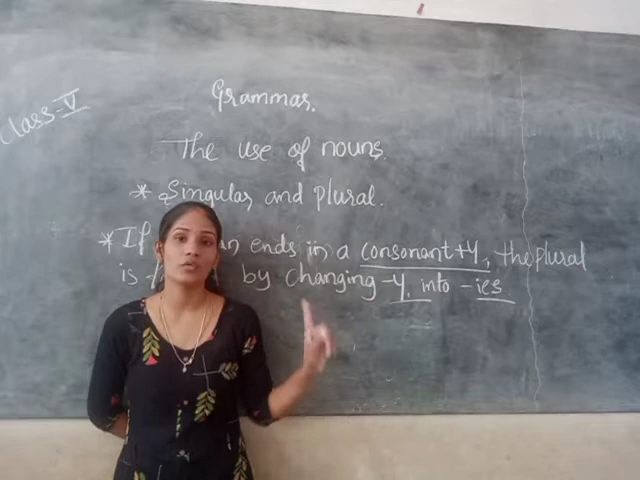 Class-V
Grammar.
The use of nouns.
* Singular and plural.
* If ends in a consonant+y, the plural
is by changing -y, into -ies